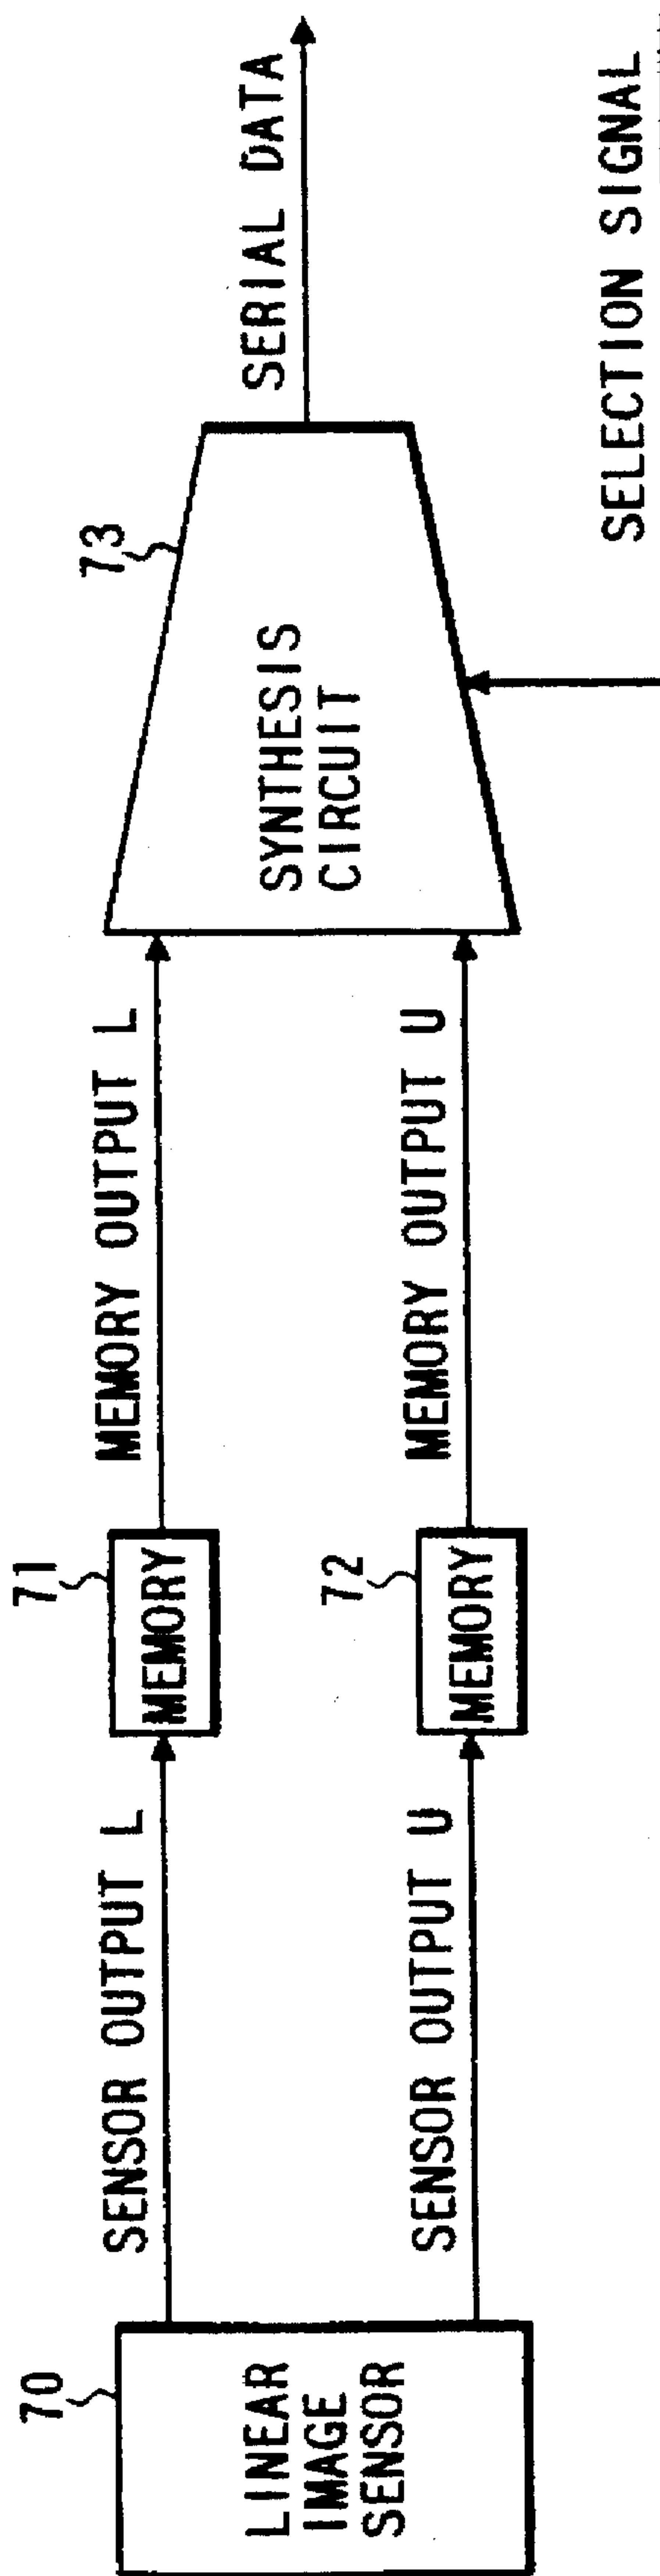 70
LINEAR
IMAGE
SENSOR
SENSOR OUTPUT L
SENSOR OUTPUT U
71
MEMORY
72
MEMORY
MEMORY OUTPUT L
MEMORY OUTPUT U
73
SYNTHESIS
CIRCUIT
SERIAL DATA
SELECTION SIGNAL